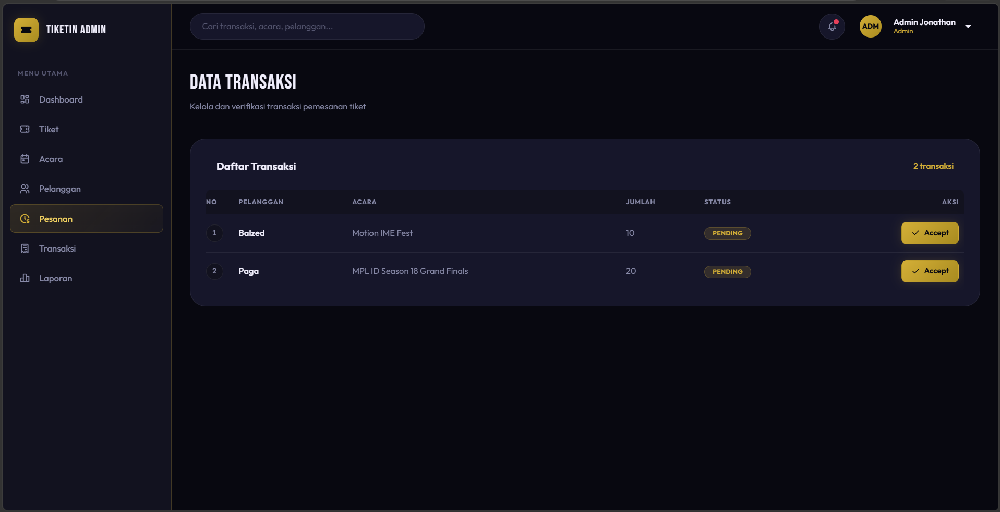 TIKETIN ADMIN
Cari transaksi, acara, pelanggan...
ADM
Admin Jonathan
Admin
MENU UTAMA
Dashboard
Tiket
Acara
Pelanggan
Pesanan
Transaksi
Laporan
DATA TRANSAKSI
Kelola dan verifikasi transaksi pemesanan tiket
Daftar Transaksi
2 transaksi
NO PELANGGAN ACARA JUMLAH STATUS AKSI
1 Balzed Motion IME Fest 10 PENDING Accept
2 Paga MPL ID Season 18 Grand Finals 20 PENDING Accept